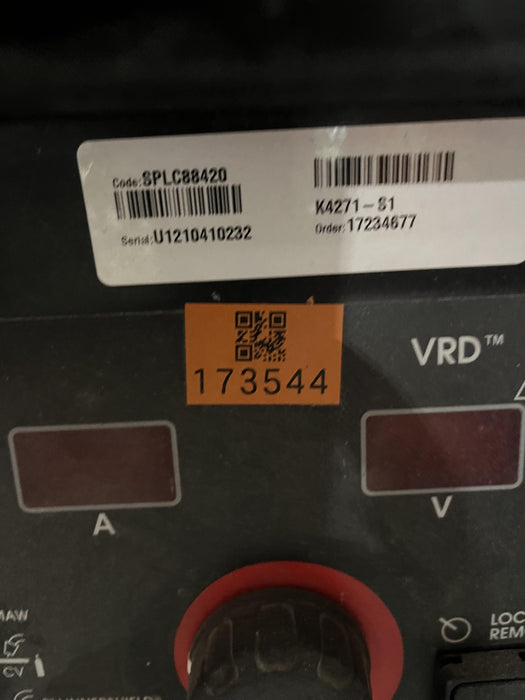 Code: SPLC88420
Serial: U1210410232
K4271-S1
Order: 17234677
173544
VRD™
A
V
CV